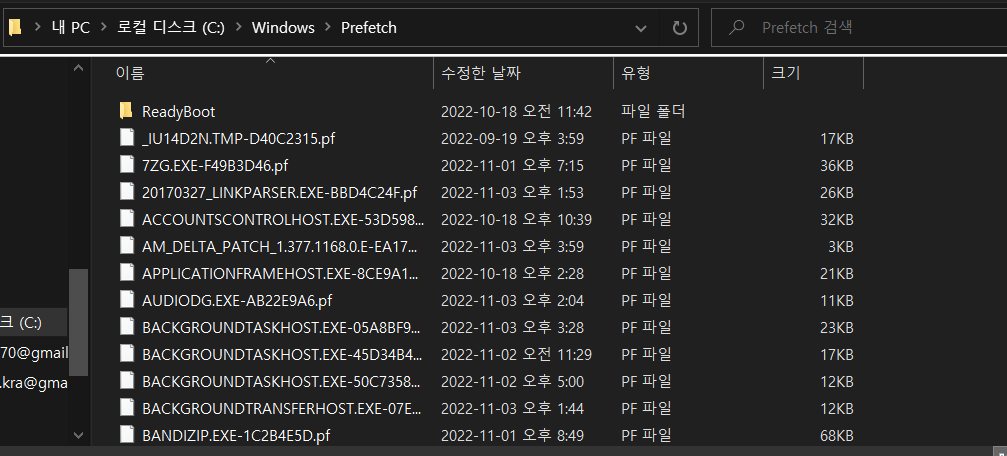 내 PC > 로컬 디스크 (C:) > Windows > Prefetch Prefetch 검색
이름 수정한 날짜 유형 크기
ReadyBoot 2022-10-18 오전 11:42 파일 폴더
_IU14D2N.TMP-D40C2315.pf 2022-09-19 오후 3:59 PF 파일 17KB
7ZG.EXE-F49B3D46.pf 2022-11-01 오후 7:15 PF 파일 36KB
20170327_LINKPARSER.EXE-BBD4C24F.pf 2022-11-03 오후 1:53 PF 파일 26KB
ACCOUNTSCONTROLHOST.EXE-53D598... 2022-10-18 오후 10:39 PF 파일 32KB
AM_DELTA_PATCH_1.377.1168.0.E-EA17... 2022-11-03 오후 3:59 PF 파일 3KB
APPLICATIONFRAMEHOST.EXE-8CE9A1... 2022-10-18 오후 2:28 PF 파일 21KB
AUDIODG.EXE-AB22E9A6.pf 2022-11-03 오후 2:04 PF 파일 11KB
크 (C:) BACKGROUNDTASKHOST.EXE-05A8BF9... 2022-11-03 오후 3:28 PF 파일 23KB
70@gmail BACKGROUNDTASKHOST.EXE-45D34B4... 2022-11-02 오전 11:29 PF 파일 17KB
.kra@gma BACKGROUNDTASKHOST.EXE-50C7358... 2022-11-02 오후 5:00 PF 파일 12KB
BACKGROUNDTRANSFERHOST.EXE-07E... 2022-11-03 오후 1:44 PF 파일 12KB
BANDIZIP.EXE-1C2B4E5D.pf 2022-11-01 오후 8:49 PF 파일 68KB